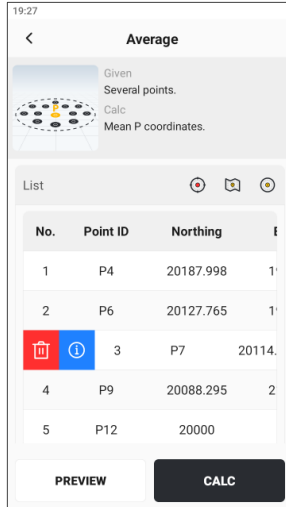 19:27
Average
Given
Several points.
Calc
Mean P coordinates.
P
List
No. Point ID Northing
1 P4 20187.998
2 P6 20127.765
3 P7 20114.
4 P9 20088.295 2
5 P12 20000
PREVIEW CALC